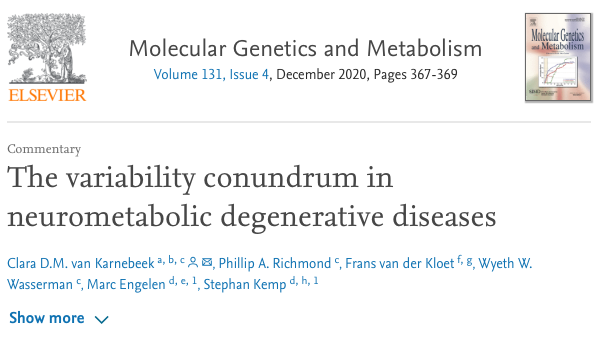 Molecular Genetics and Metabolism
Volume 131, Issue 4, December 2020, Pages 367-369
ELSEVIER
Molecular Genetics
and Metabolism
Commentary
The variability conundrum in
neurometabolic degenerative diseases
Clara D.M. van Karnebeek a, b, c, Phillip A. Richmond c, Frans van der Kloet f, g, Wyeth W.
Wasserman c, Marc Engelen d, e, 1, Stephan Kemp d, h, 1
Show more